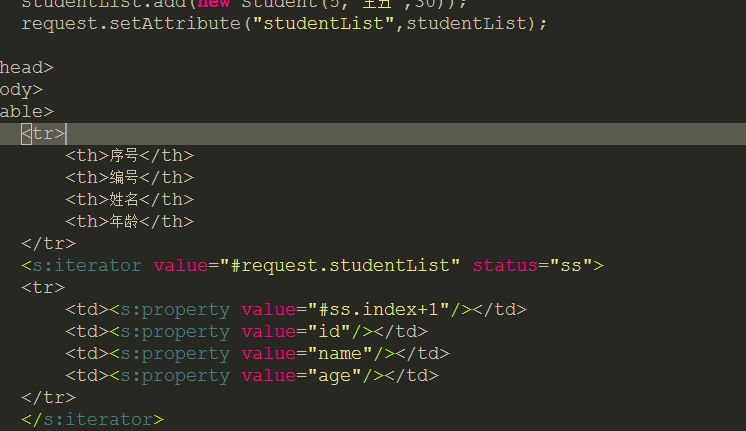 studentList.add(new Student(5,"王五",30));
request.setAttribute("studentList",studentList);
head>
ody>
able>
<tr>
<th>序号</th>
<th>编号</th>
<th>姓名</th>
<th>年龄</th>
</tr>
<s:iterator value="#request.studentList" status="ss">
<tr>
<td><s:property value="#ss.index+1"/></td>
<td><s:property value="id"/></td>
<td><s:property value="name"/></td>
<td><s:property value="age"/></td>
</tr>
</s:iterator>